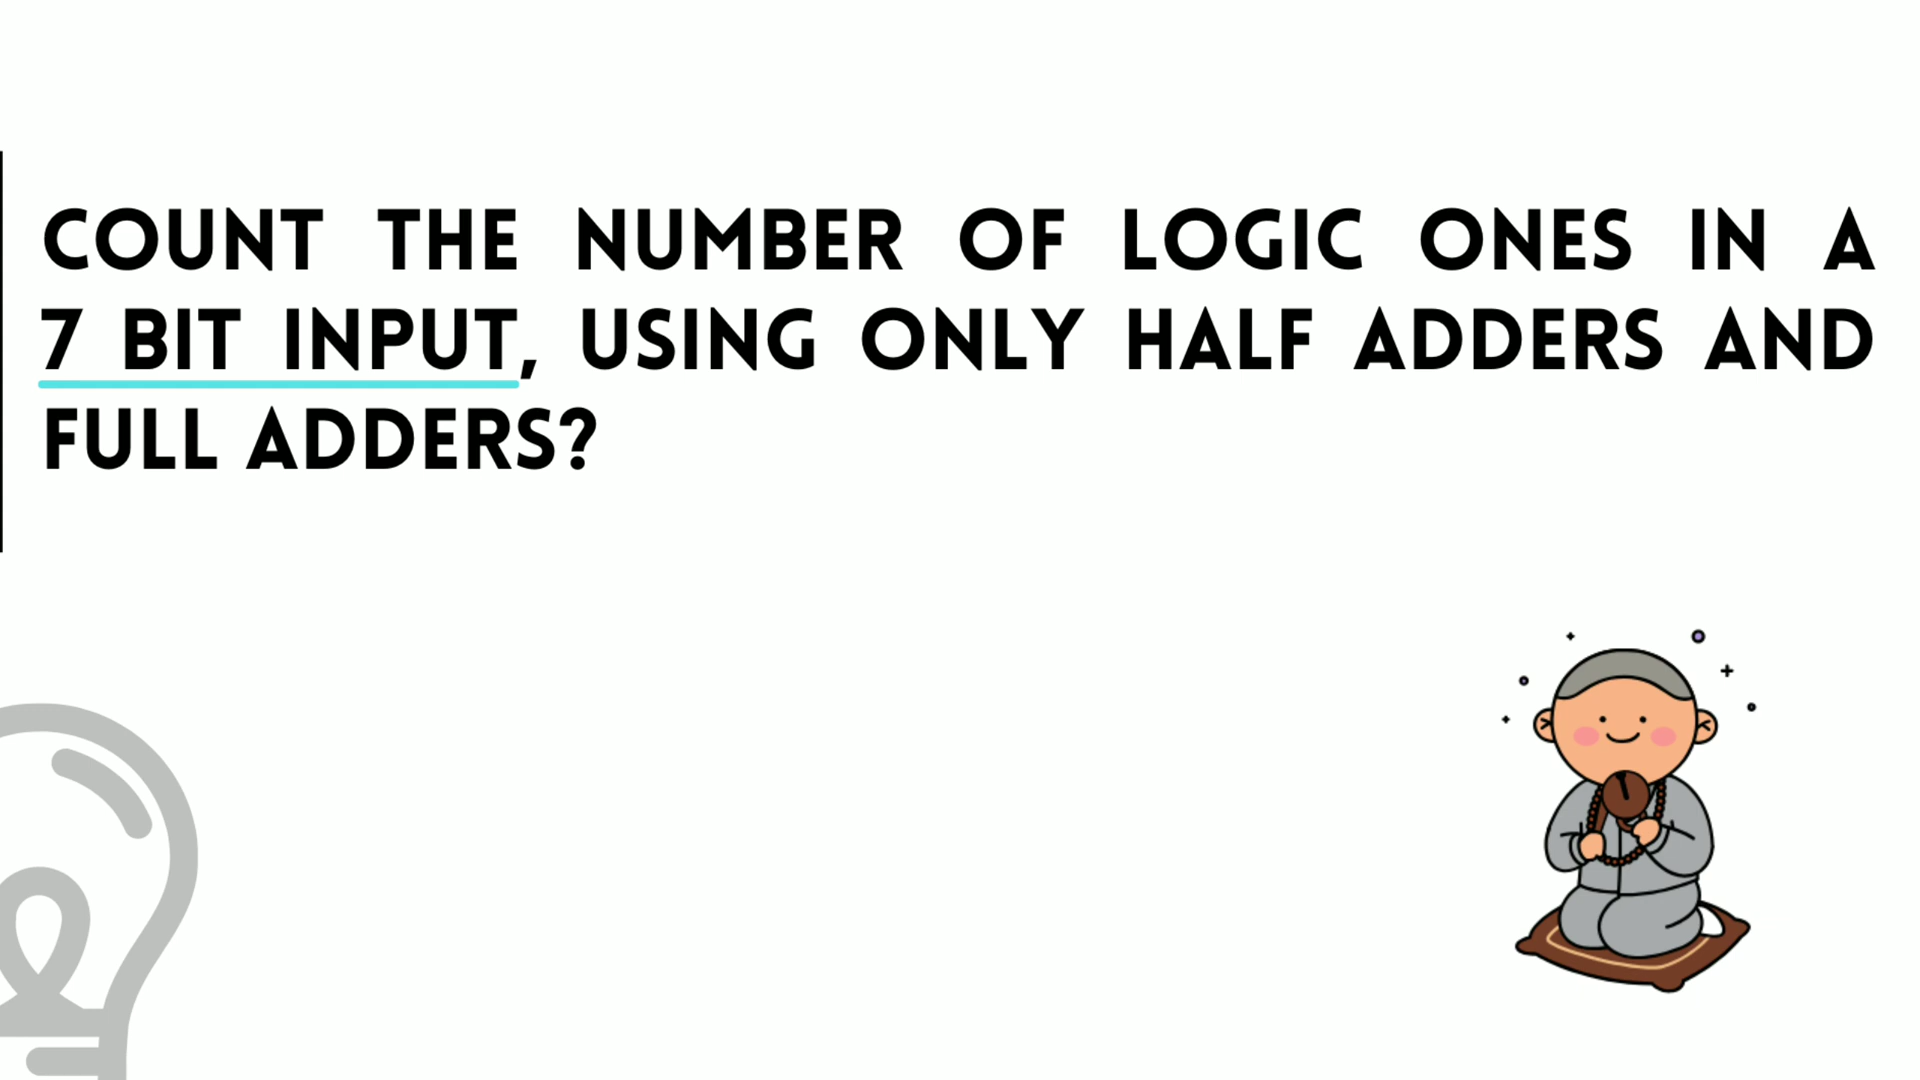 COUNT THE NUMBER OF LOGIC ONES IN A
7 BIT INPUT, USING ONLY HALF ADDERS AND
FULL ADDERS?